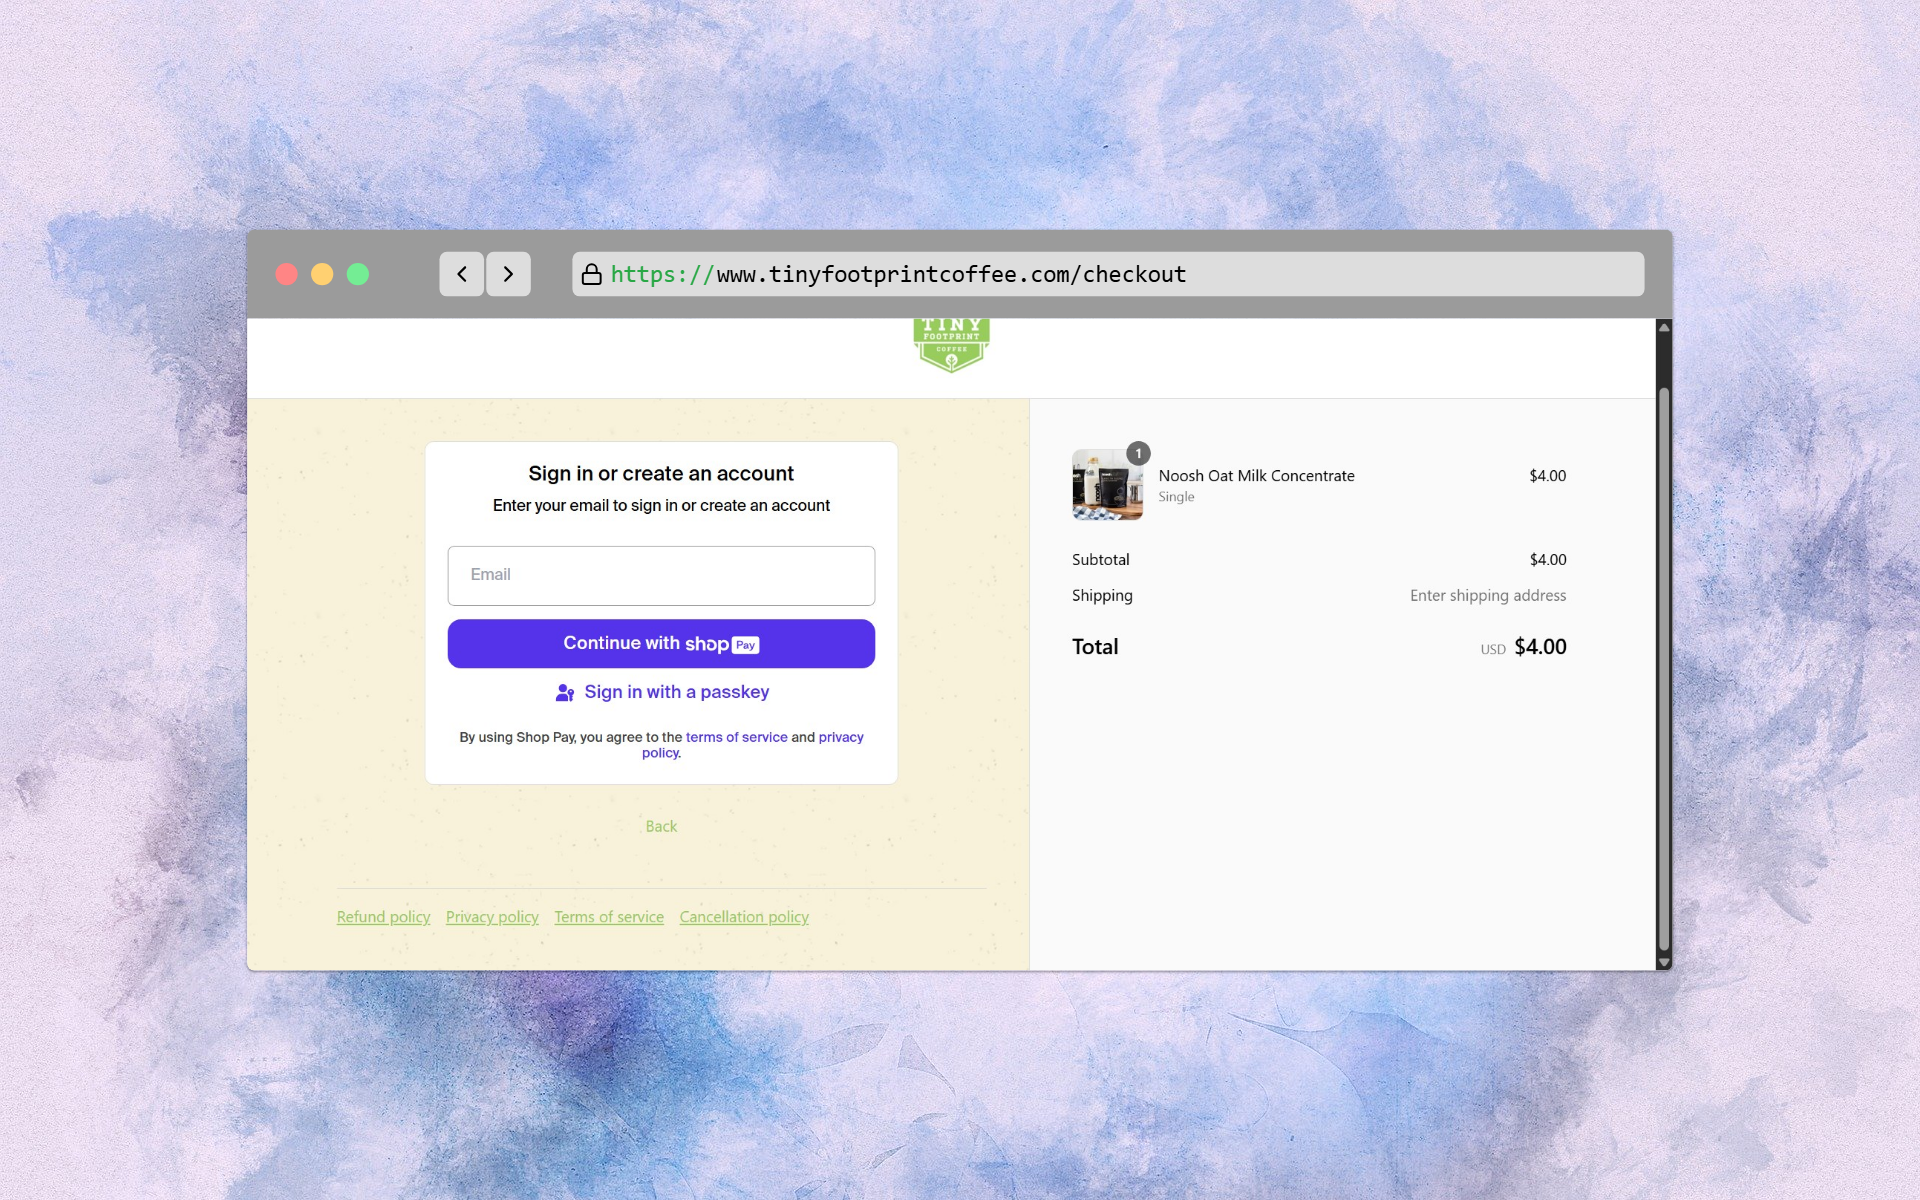 https://www.tinyfootprintcoffee.com/checkout
TINY
FOOTPRINT
COFFEE
Sign in or create an account
Enter your email to sign in or create an account
Email
Continue with shop Pay
Sign in with a passkey
By using Shop Pay, you agree to the terms of service and privacy
policy.
Back
Refund policy Privacy policy Terms of service Cancellation policy
1
Noosh Oat Milk Concentrate $4.00
Single
Subtotal $4.00
Shipping Enter shipping address
Total USD $4.00